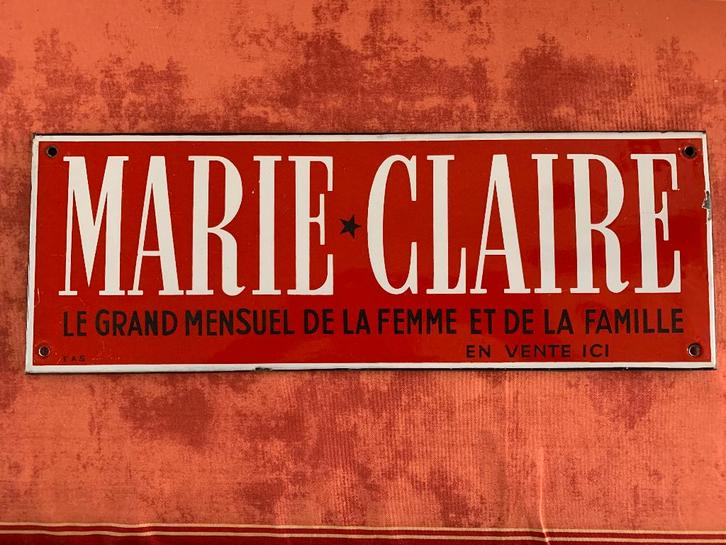 MARIE ★ CLAIRE
LE GRAND MENSUEL DE LA FEMME ET DE LA FAMILLE
EN VENTE ICI
E A S